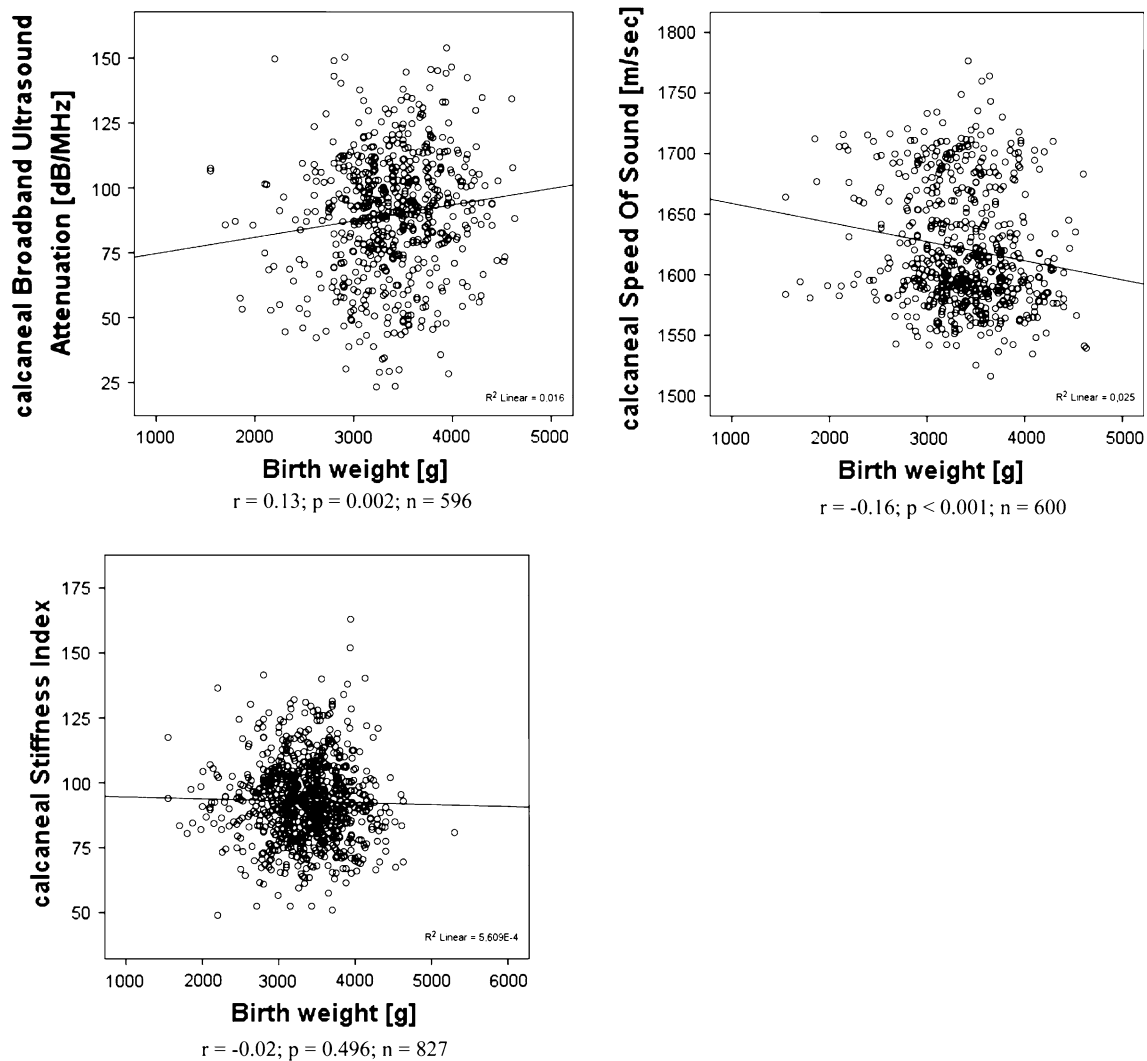 calcaneal Broadband Ultrasound
Attenuation [dB/MHz]
150
125
100
75
50
25
R² Linear = 0,016
1000 2000 3000 4000 5000
Birth weight [g]
r = 0.13; p = 0.002; n = 596
calcaneal Speed Of Sound [m/sec]
1800
1750
1700
1650
1600
1550
1500
R² Linear = 0,025
1000 2000 3000 4000 5000
Birth weight [g]
r = -0.16; p < 0.001; n = 600
calcaneal Stiffness Index
175
150
125
100
75
50
R² Linear = 5,609E-4
1000 2000 3000 4000 5000 6000
Birth weight [g]
r = -0.02; p = 0.496; n = 827